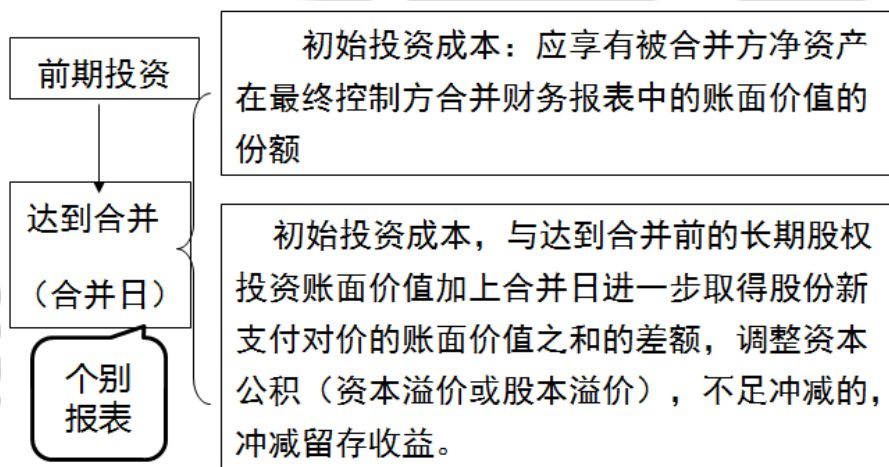 前期投资
初始投资成本：应享有被合并方净资产
在最终控制方合并财务报表中的账面价值的
份额
达到合并
（合并日）
个别
报表
初始投资成本，与达到合并前的长期股权
投资账面价值加上合并日进一步取得股份新
支付对价的账面价值之和的差额，调整资本
公积（资本溢价或股本溢价），不足冲减的，
冲减留存收益。